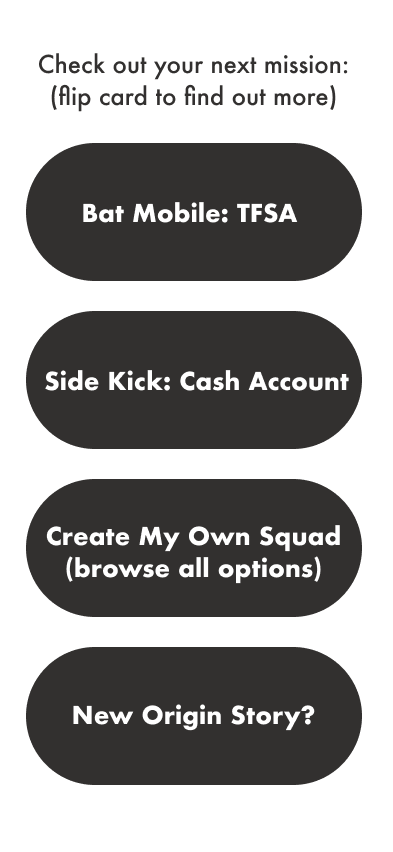 Check out your next mission:
(flip card to find out more)
Bat Mobile: TFSA
Side Kick: Cash Account
Create My Own Squad
(browse all options)
New Origin Story?